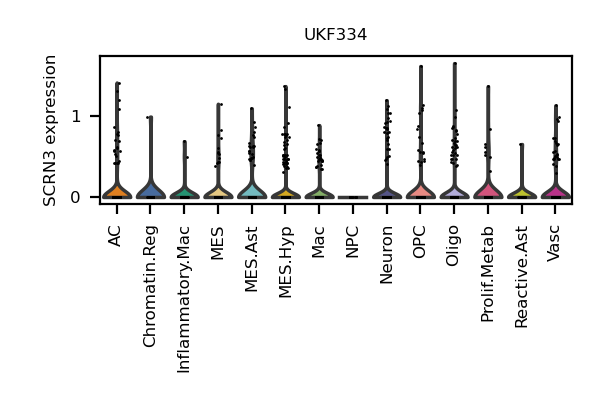 UKF334
SCRN3 expression
1
0
AC
Chromatin.Reg
Inflammatory.Mac
MES
MES.Ast
MES.Hyp
Mac
NPC
Neuron
OPC
Oligo
Prolif.Metab
Reactive.Ast
Vasc